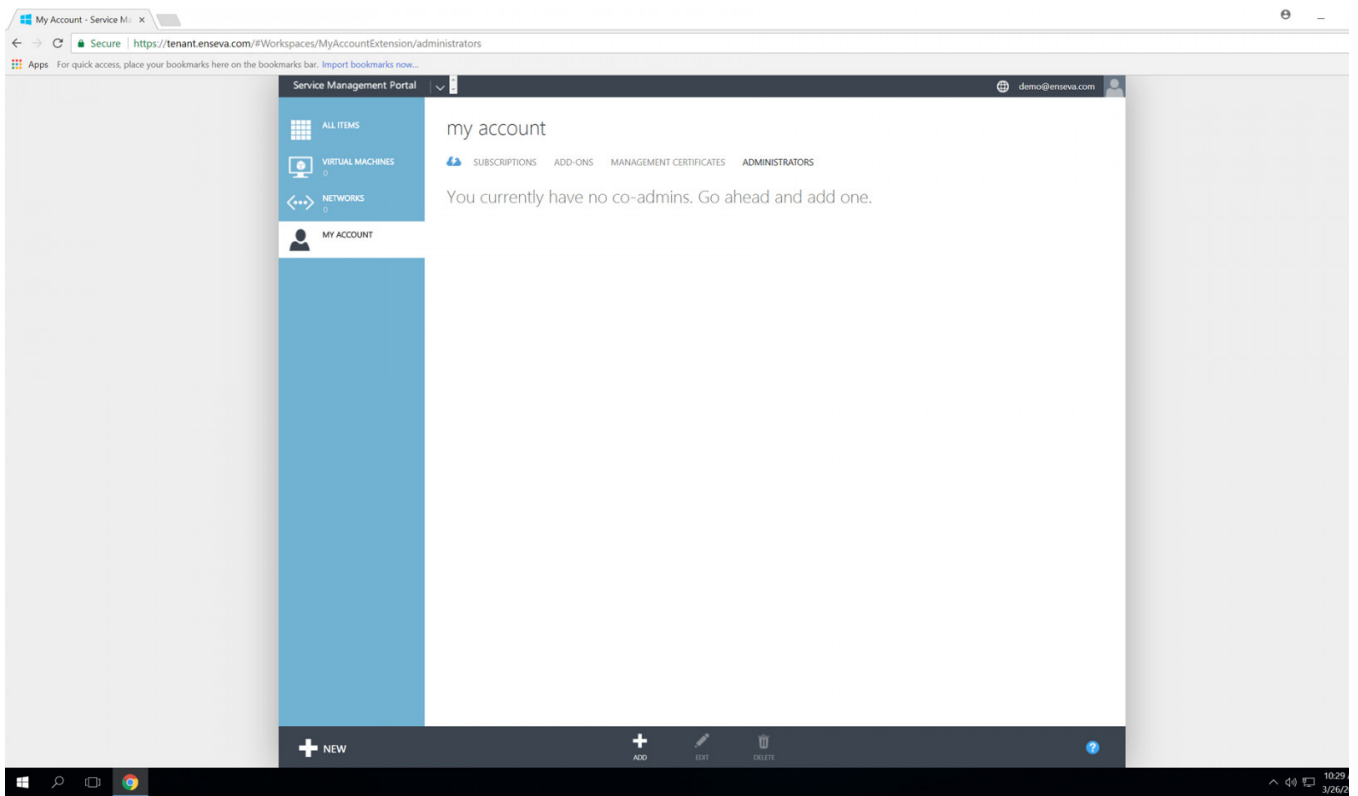 My Account - Service Ma
Secure https://tenant.enseva.com/#Workspaces/MyAccountExtension/administrators
Apps For quick access, place your bookmarks here on the bookmarks bar. Import bookmarks now...
Service Management Portal
demo@enseva.com
ALL ITEMS
VIRTUAL MACHINES
0
NETWORKS
0
MY ACCOUNT
my account
SUBSCRIPTIONS ADD-ONS MANAGEMENT CERTIFICATES ADMINISTRATORS
You currently have no co-admins. Go ahead and add one.
NEW
ADD EDIT DELETE
?
10:29
3/26/2